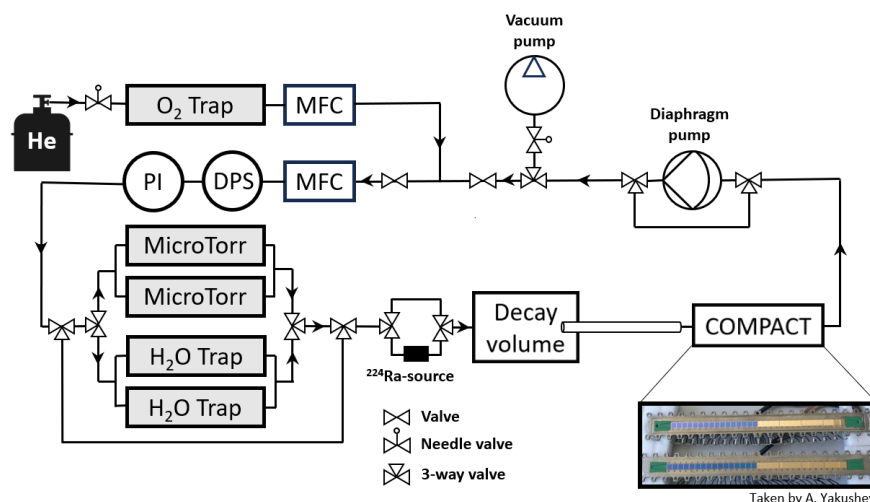 Vacuum
pump
O₂ Trap
MFC
He
Diaphragm
pump
PI
DPS
MFC
MicroTorr
MicroTorr
H₂O Trap
H₂O Trap
²²⁴Ra-source
Decay
volume
COMPACT
Valve
Needle valve
3-way valve
Taken by A. Yakushev